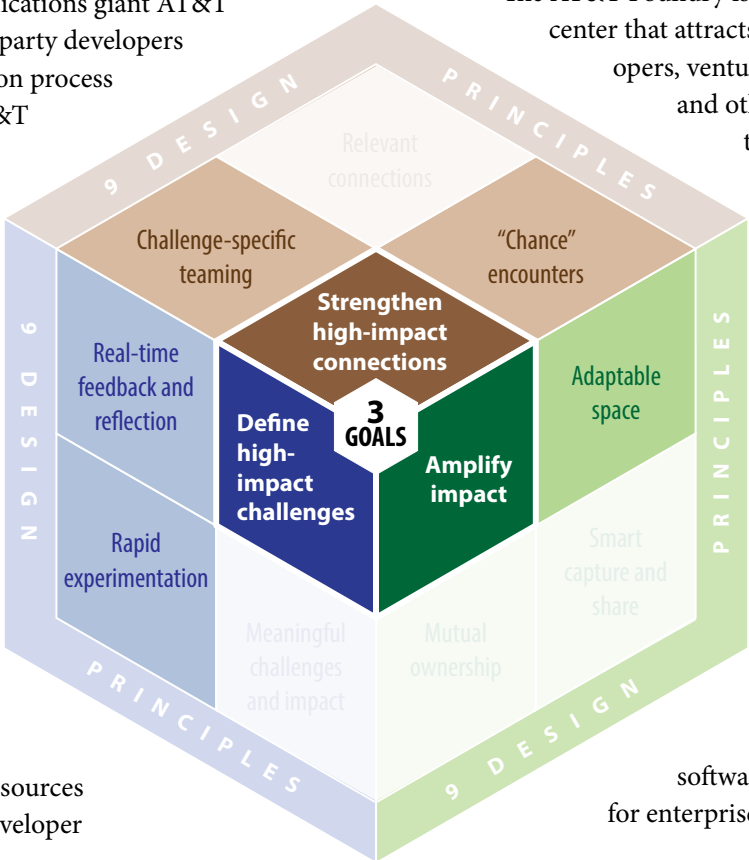 ications giant AT&T
party developers
on process
&T
center that attracts
opers, ventu
and oth
t
9 DESIGN
PRINCIPLES
Relevant
connections
Challenge-specific
teaming
“Chance”
encounters
Strengthen
high-impact
connections
3
GOALS
Define
high-
impact
challenges
Amplify
impact
9 DESIGN
PRINCIPLES
Real-time
feedback and
reflection
Adaptable
space
Rapid
experimentation
Smart
capture and
share
Meaningful
challenges
and impact
Mutual
ownership
PRINCIPLES
9 DESIGN
sources
veloper
softwa
for enterprise